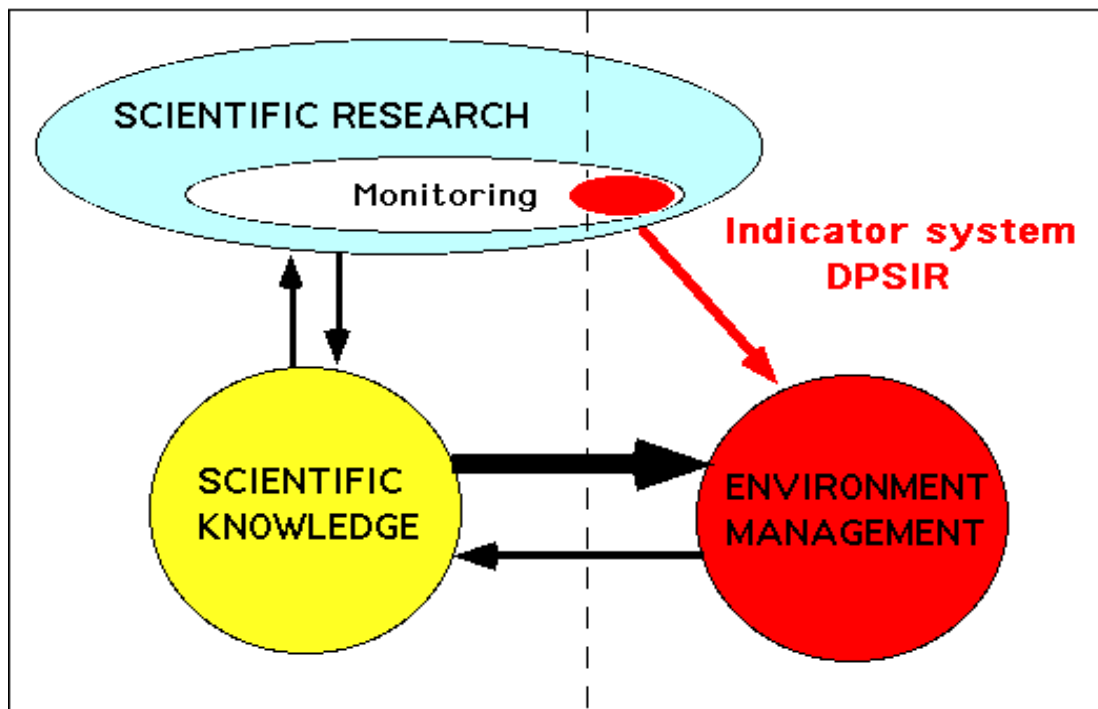 SCIENTIFIC RESEARCH
Monitoring
Indicator system
DPSIR
SCIENTIFIC
KNOWLEDGE
ENVIRONMENT
MANAGEMENT